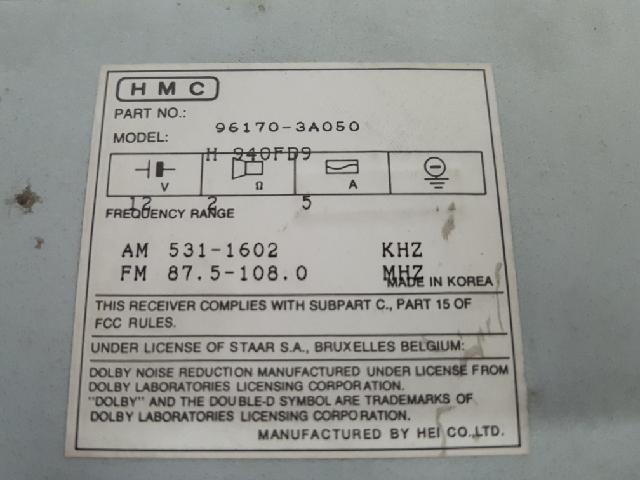 HMC
PART NO.: 96170-3A050
MODEL: H 940FD9
V Ω A
12 2 5
FREQUENCY RANGE
AM 531-1602 KHZ
FM 87.5-108.0 MHZ
MADE IN KOREA
THIS RECEIVER COMPLIES WITH SUBPART C., PART 15 OF
FCC RULES.
UNDER LICENSE OF STAAR S.A., BRUXELLES BELGIUM:
DOLBY NOISE REDUCTION MANUFACTURED UNDER LICENSE FROM
DOLBY LABORATORIES LICENSING CORPORATION.
"DOLBY" AND THE DOUBLE-D SYMBOL ARE TRADEMARKS OF
DOLBY LABORATORIES LICENSING CORPORATION.
MANUFACTURED BY HEI CO.,LTD.